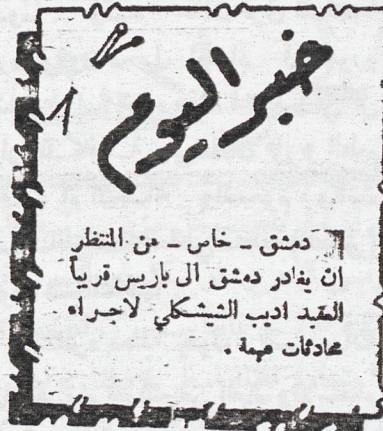 خبر اليوم
دمشق - خاص - من المنتظر
ان يغادر دمشق الى باريس قريباً
العقيد اديب الشيشكلي لاجراء
محادثات مهمة .